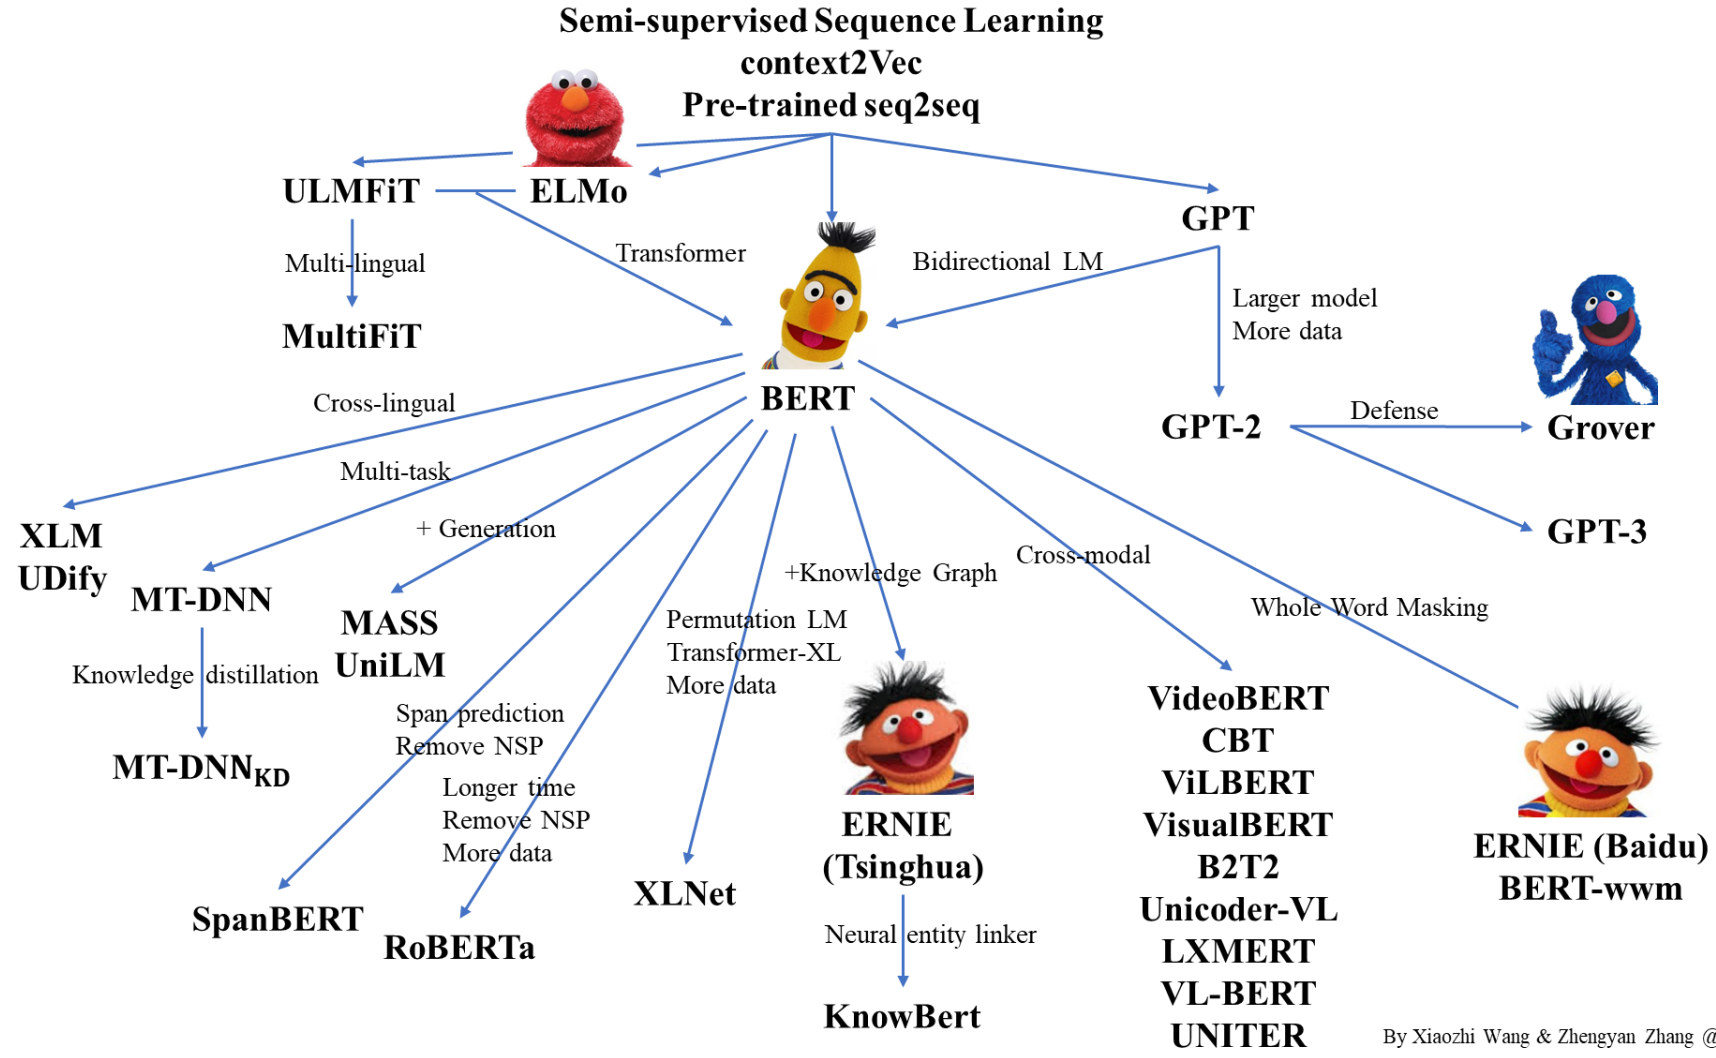 Semi-supervised Sequence Learning
context2Vec
Pre-trained seq2seq
ULMFiT
ELMo
GPT
Multi-lingual
Transformer
Bidirectional LM
Larger model
More data
MultiFiT
BERT
Cross-lingual
GPT-2
Defense
Grover
Multi-task
+ Generation
GPT-3
XLM
UDify
Cross-modal
+Knowledge Graph
MT-DNN
Whole Word Masking
MASS
UniLM
Permutation LM
Transformer-XL
More data
Knowledge distillation
Span prediction
Remove NSP
MT-DNNKD
Longer time
Remove NSP
More data
VideoBERT
CBT
ViLBERT
VisualBERT
B2T2
Unicoder-VL
LXMERT
VL-BERT
UNITER
ERNIE
(Tsinghua)
ERNIE (Baidu)
BERT-wwm
XLNet
SpanBERT
RoBERTa
Neural entity linker
KnowBert
By Xiaozhi Wang & Zhengyan Zhang @